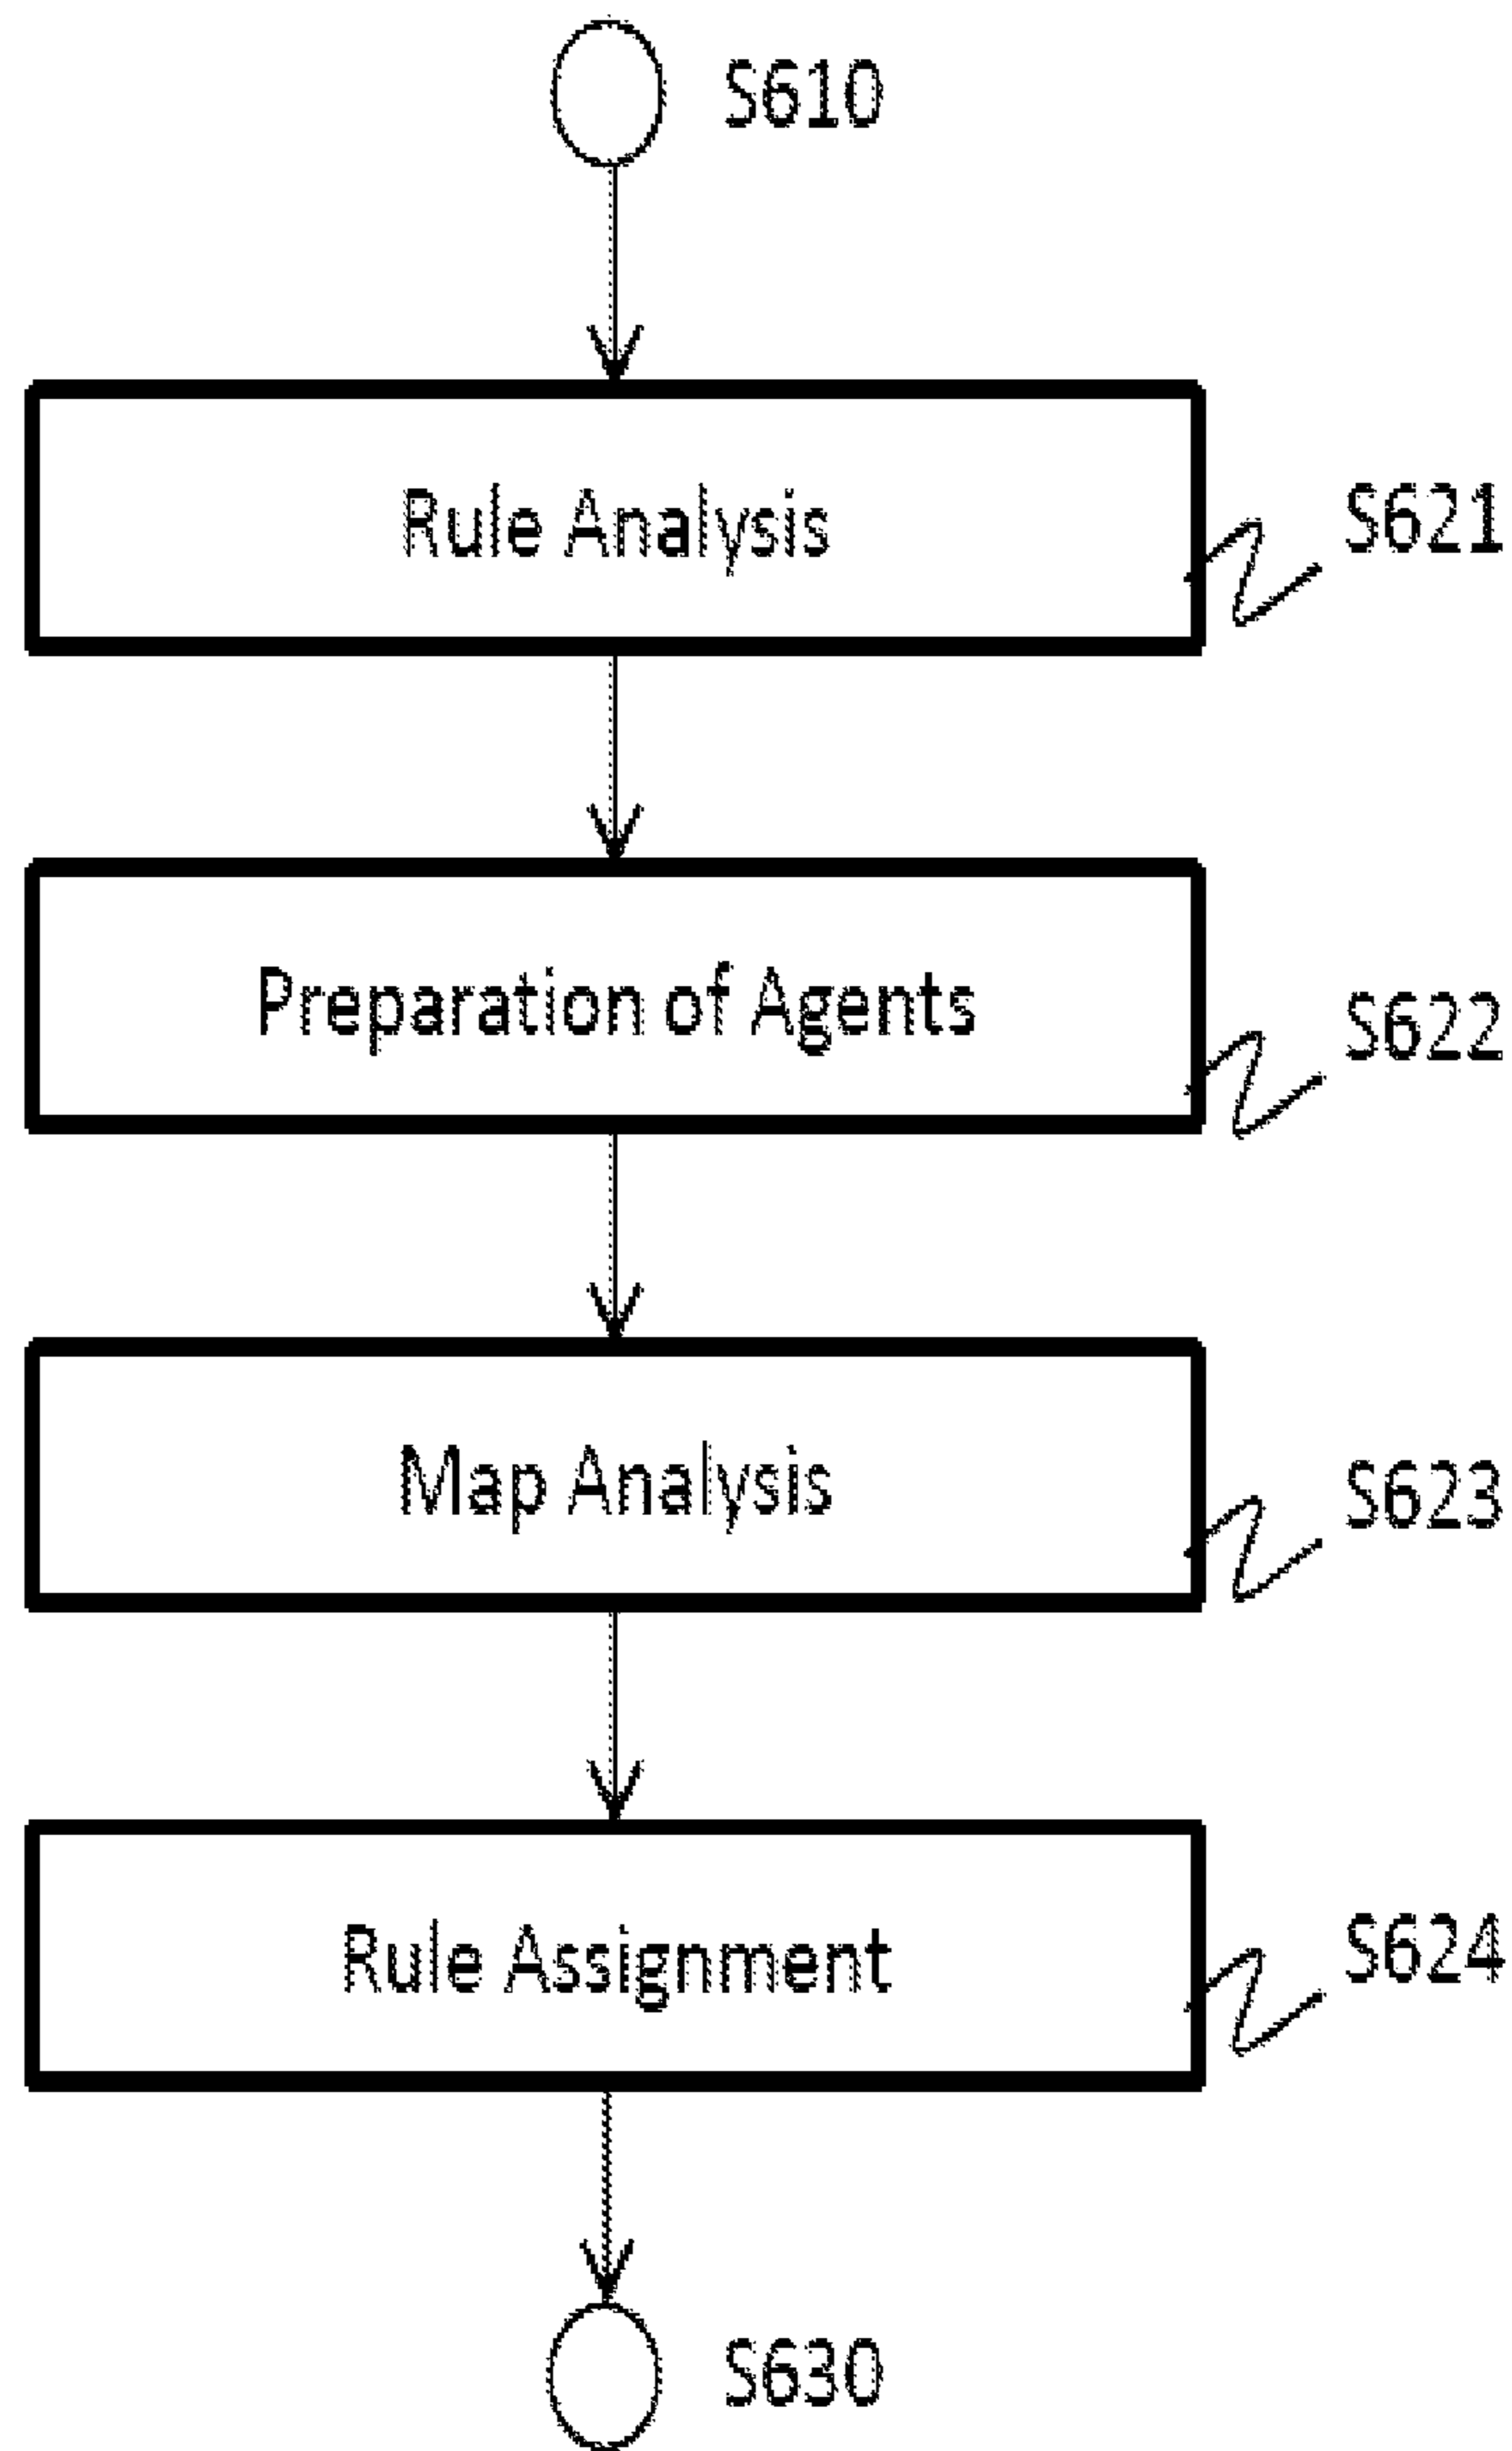 S610
Rule Analysis
S621
Preparation of Agents
S622
Map Analysis
S623
Rule Assignment
S624
S630